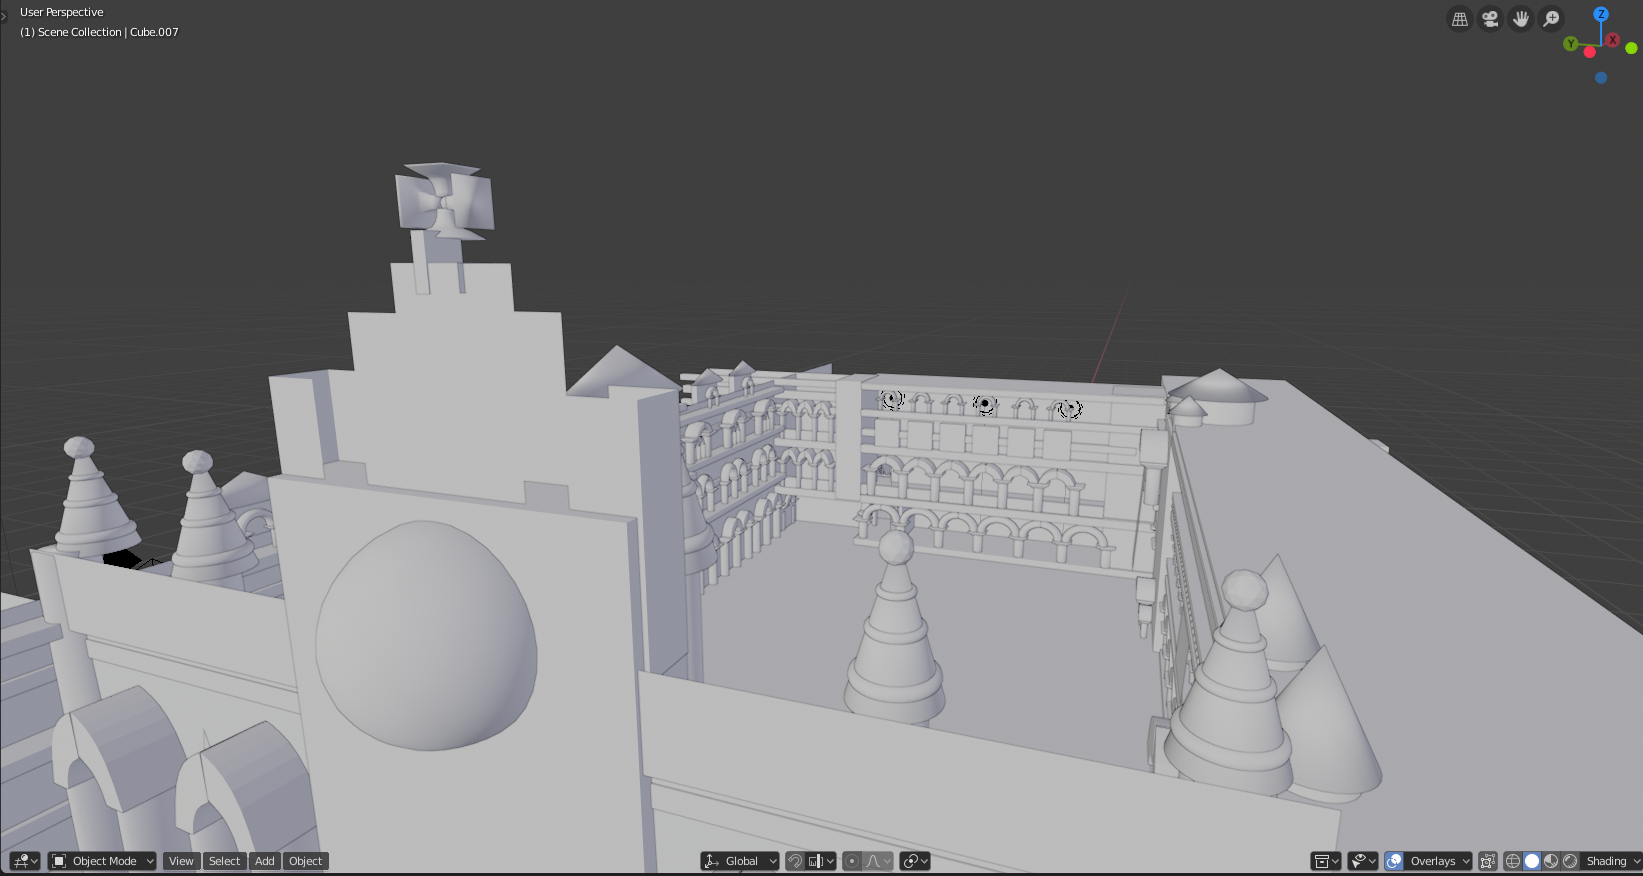 User Perspective
(1) Scene Collection | Cube.007
Z
Y
X
Object Mode
View
Select
Add
Object
Global
Overlays
Shading